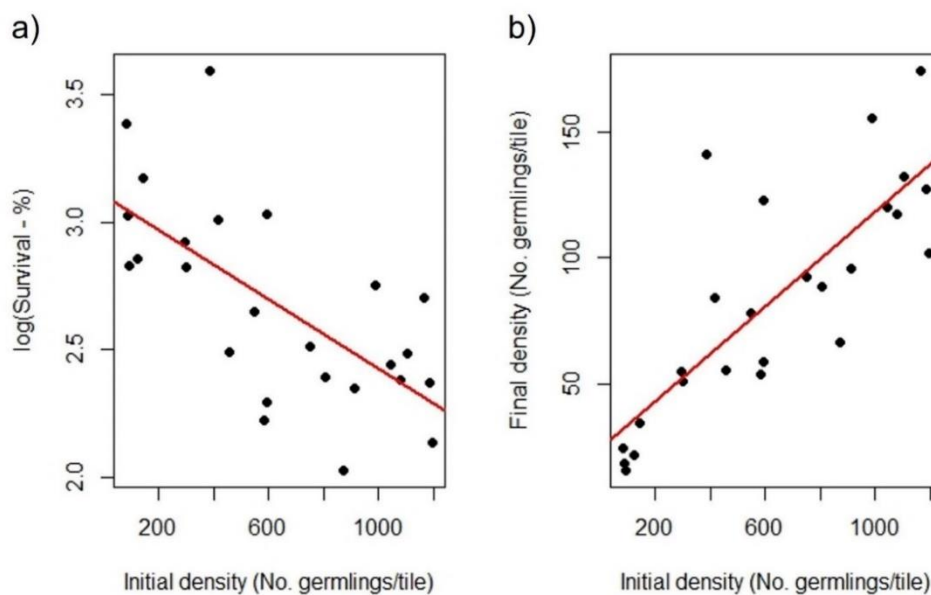 a)
b)
log(Survival - %)
3.5
3.0
2.5
2.0
200
600
1000
Initial density (No. germlings/tile)
Final density (No. germlings/tile)
150
100
50
200
600
1000
Initial density (No. germlings/tile)